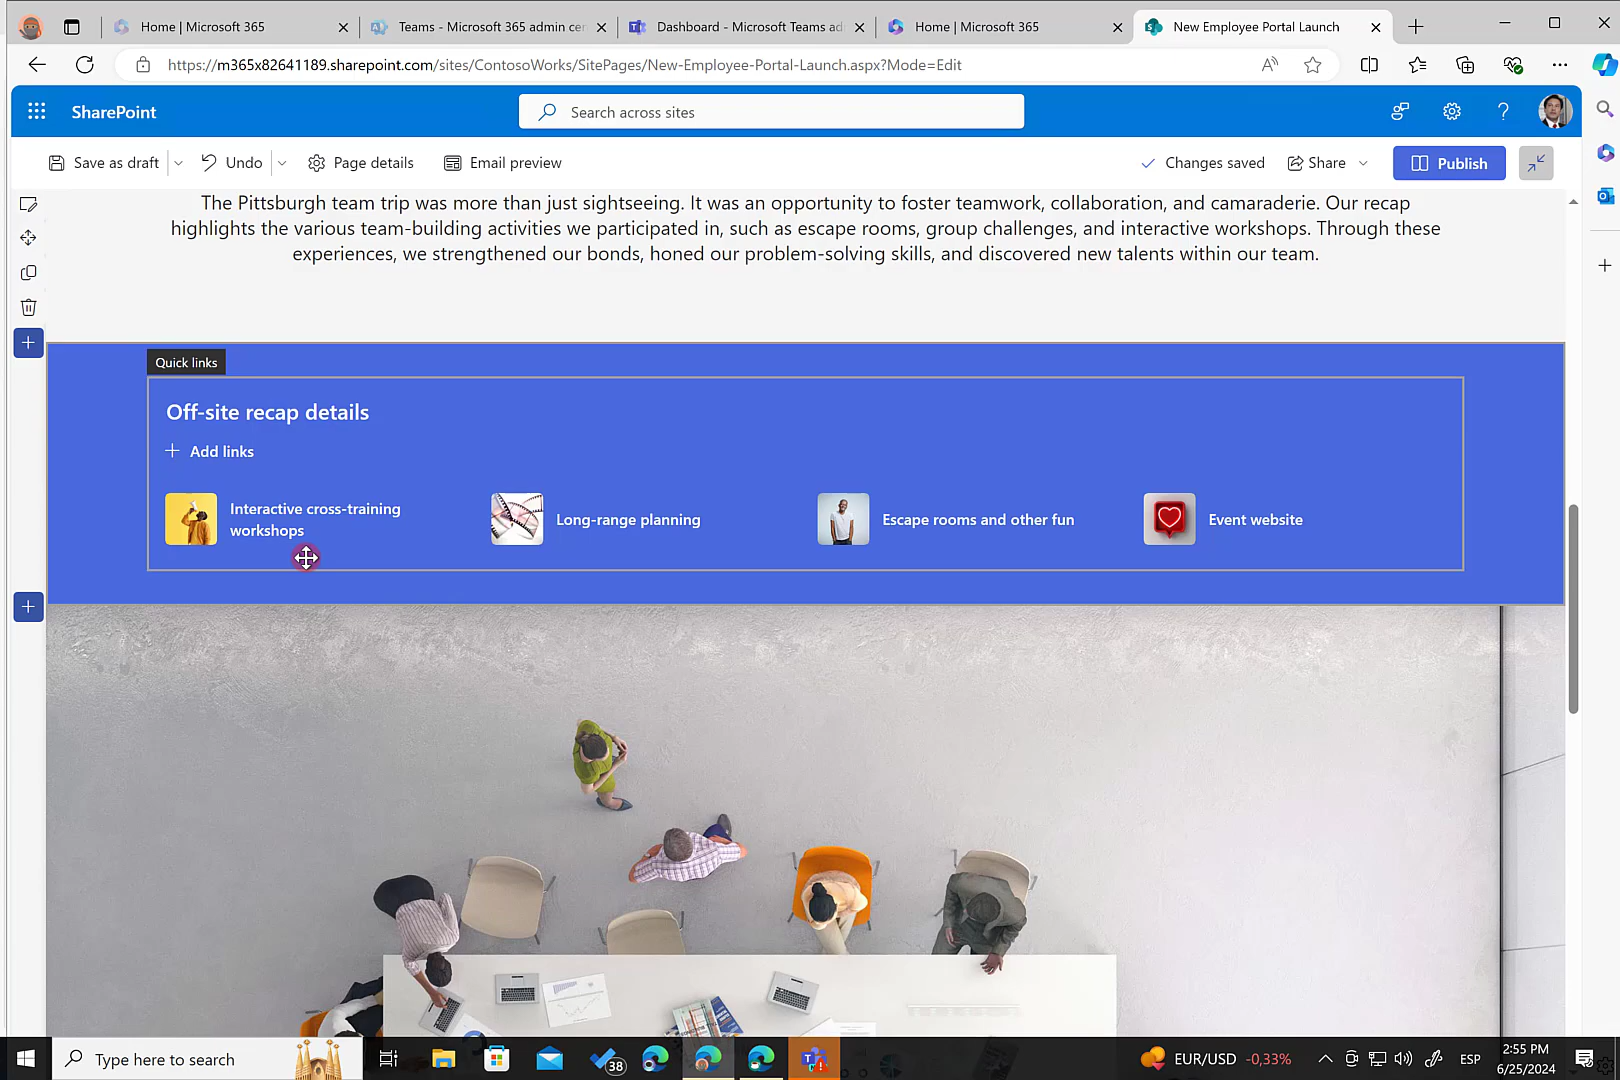 Home | Microsoft 365
Teams - Microsoft 365 admin cen
Dashboard - Microsoft Teams ad
Home | Microsoft 365
New Employee Portal Launch
https://m365x82641189.sharepoint.com/sites/ContosoWorks/SitePages/New-Employee-Portal-Launch.aspx?Mode=Edit
SharePoint
Search across sites
Save as draft
Undo
Page details
Email preview
Changes saved
Share
Publish
The Pittsburgh team trip was more than just sightseeing. It was an opportunity to foster teamwork, collaboration, and camaraderie. Our recap
highlights the various team-building activities we participated in, such as escape rooms, group challenges, and interactive workshops. Through these
experiences, we strengthened our bonds, honed our problem-solving skills, and discovered new talents within our team.
Quick links
Off-site recap details
Add links
Interactive cross-training
workshops
Long-range planning
Escape rooms and other fun
Event website
Type here to search
38
EUR/USD -0,33%
ESP
2:55 PM
6/25/2024